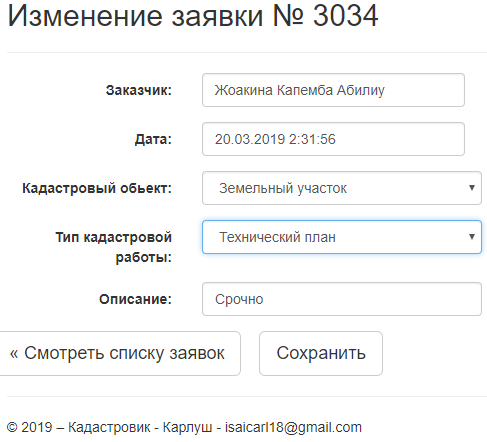 Изменение заявки № 3034
Заказчик: Жоакина Капемба Абилиу
Дата: 20.03.2019 2:31:56
Кадастровый обьект: Земельный участок
Тип кадастровой работы: Технический план
Описание: Срочно
« Смотреть списку заявок Сохранить
© 2019 – Кадастровик - Карлуш - isaicarl18@gmail.com